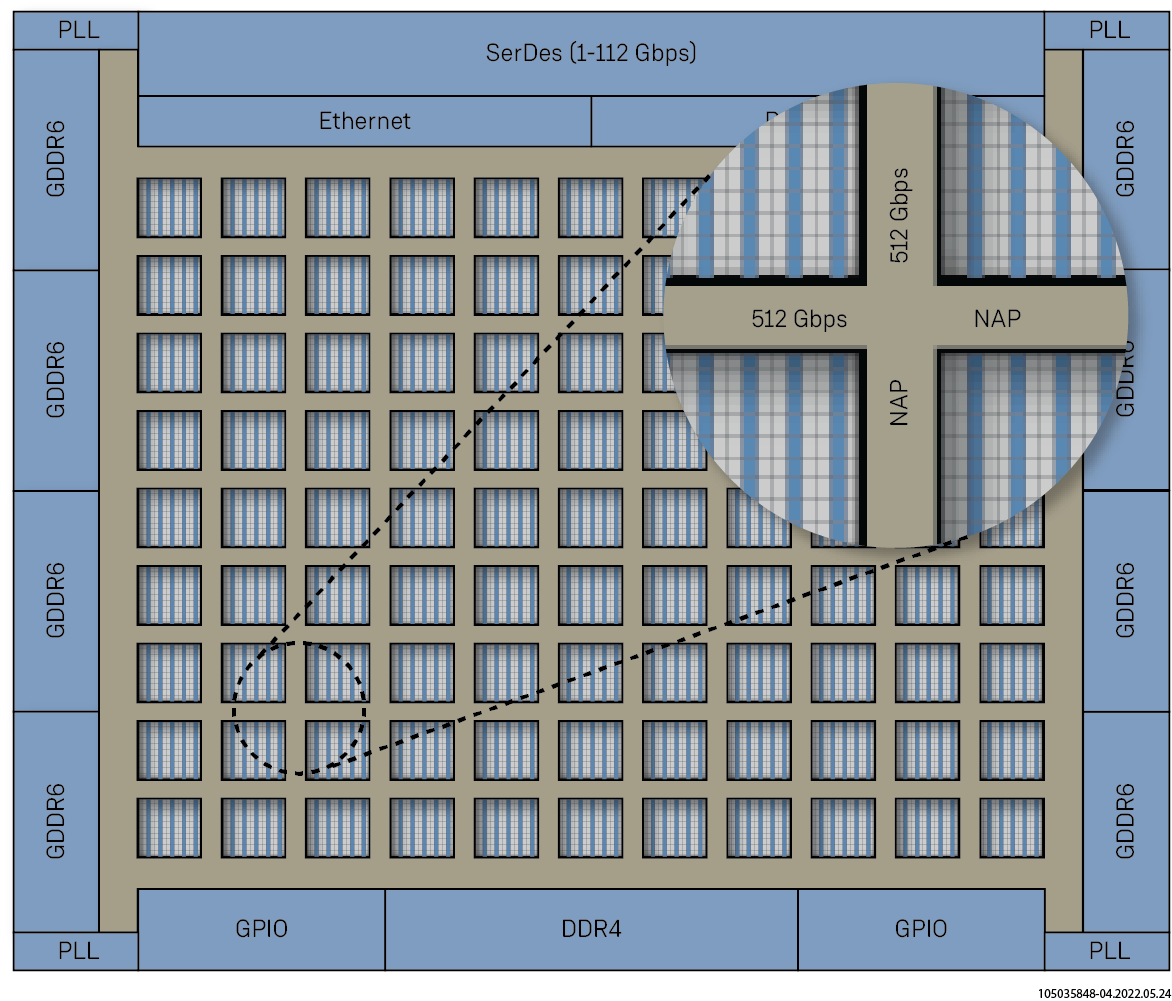 PLL
SerDes (1-112 Gbps)
PLL
Ethernet
GDDR6
GDDR6
512 Gbps
512 Gbps
NAP
NAP
GDDR6
GDDR6
GDDR6
GDDR6
GDDR6
GDDR6
GPIO
DDR4
GPIO
PLL
PLL
105035848-04.2022.05.24